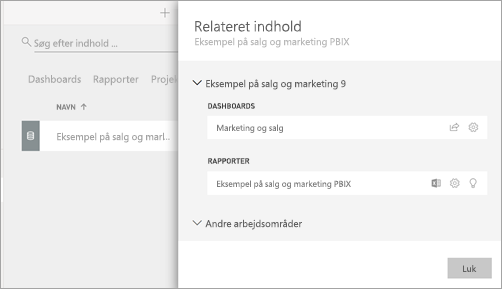 Søg efter indhold ...
Dashboards Rapporter Projek
NAVN
Eksempel på salg og marl..
Relateret indhold
Eksempel på salg og marketing PBIX
Eksempel på salg og marketing 9
DASHBOARDS
Marketing og salg
RAPPORTER
Eksempel på salg og marketing PBIX
Andre arbejdsområder
Luk